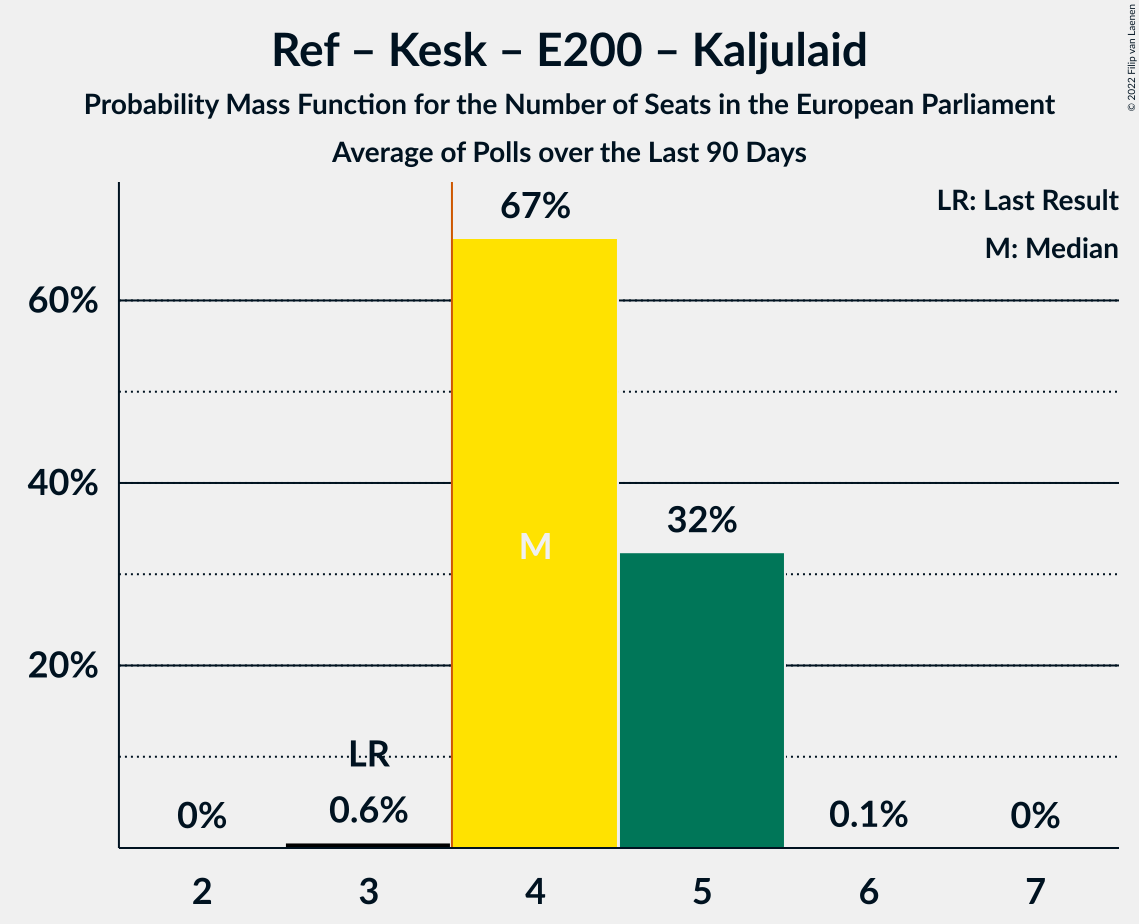 Ref – Kesk – E200 – Kaljulaid
Probability Mass Function for the Number of Seats in the European Parliament
Average of Polls over the Last 90 Days
© 2022 Filip van Laenen
LR: Last Result
M: Median
67%
60%
40%
32%
M
20%
LR
0%
0.6%
0.1%
0%
2
3
4
5
6
7